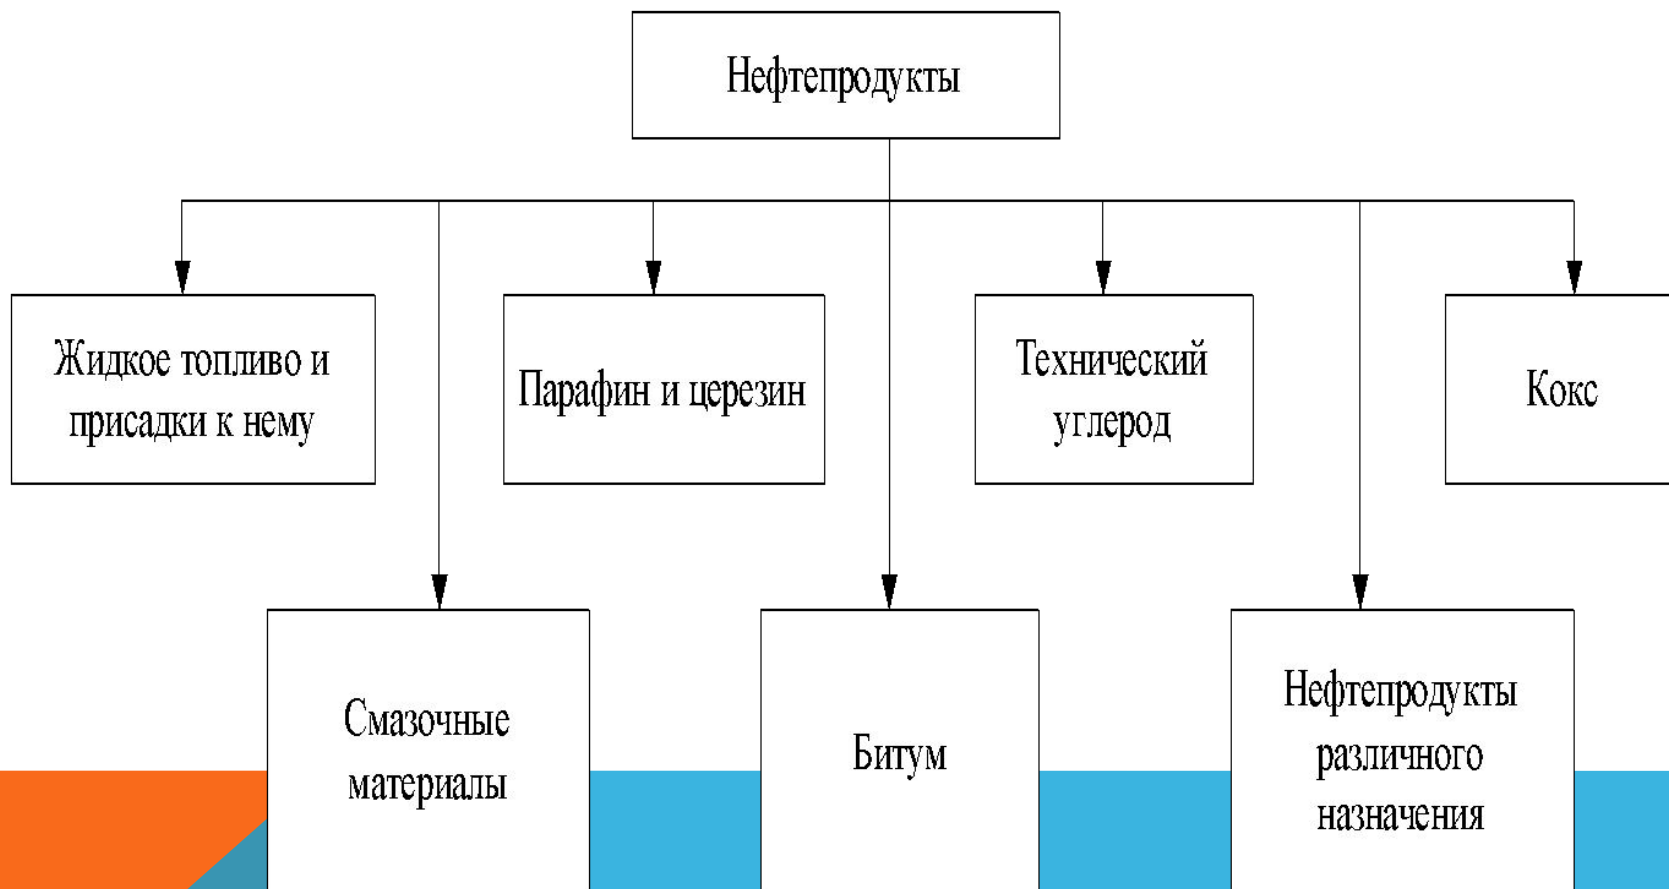 Нефтепродукты
Жидкое топливо и
присадки к нему
Парафин и церезин
Технический
углерод
Кокс
Смазочные
материалы
Битум
Нефтепродукты
различного
назначения